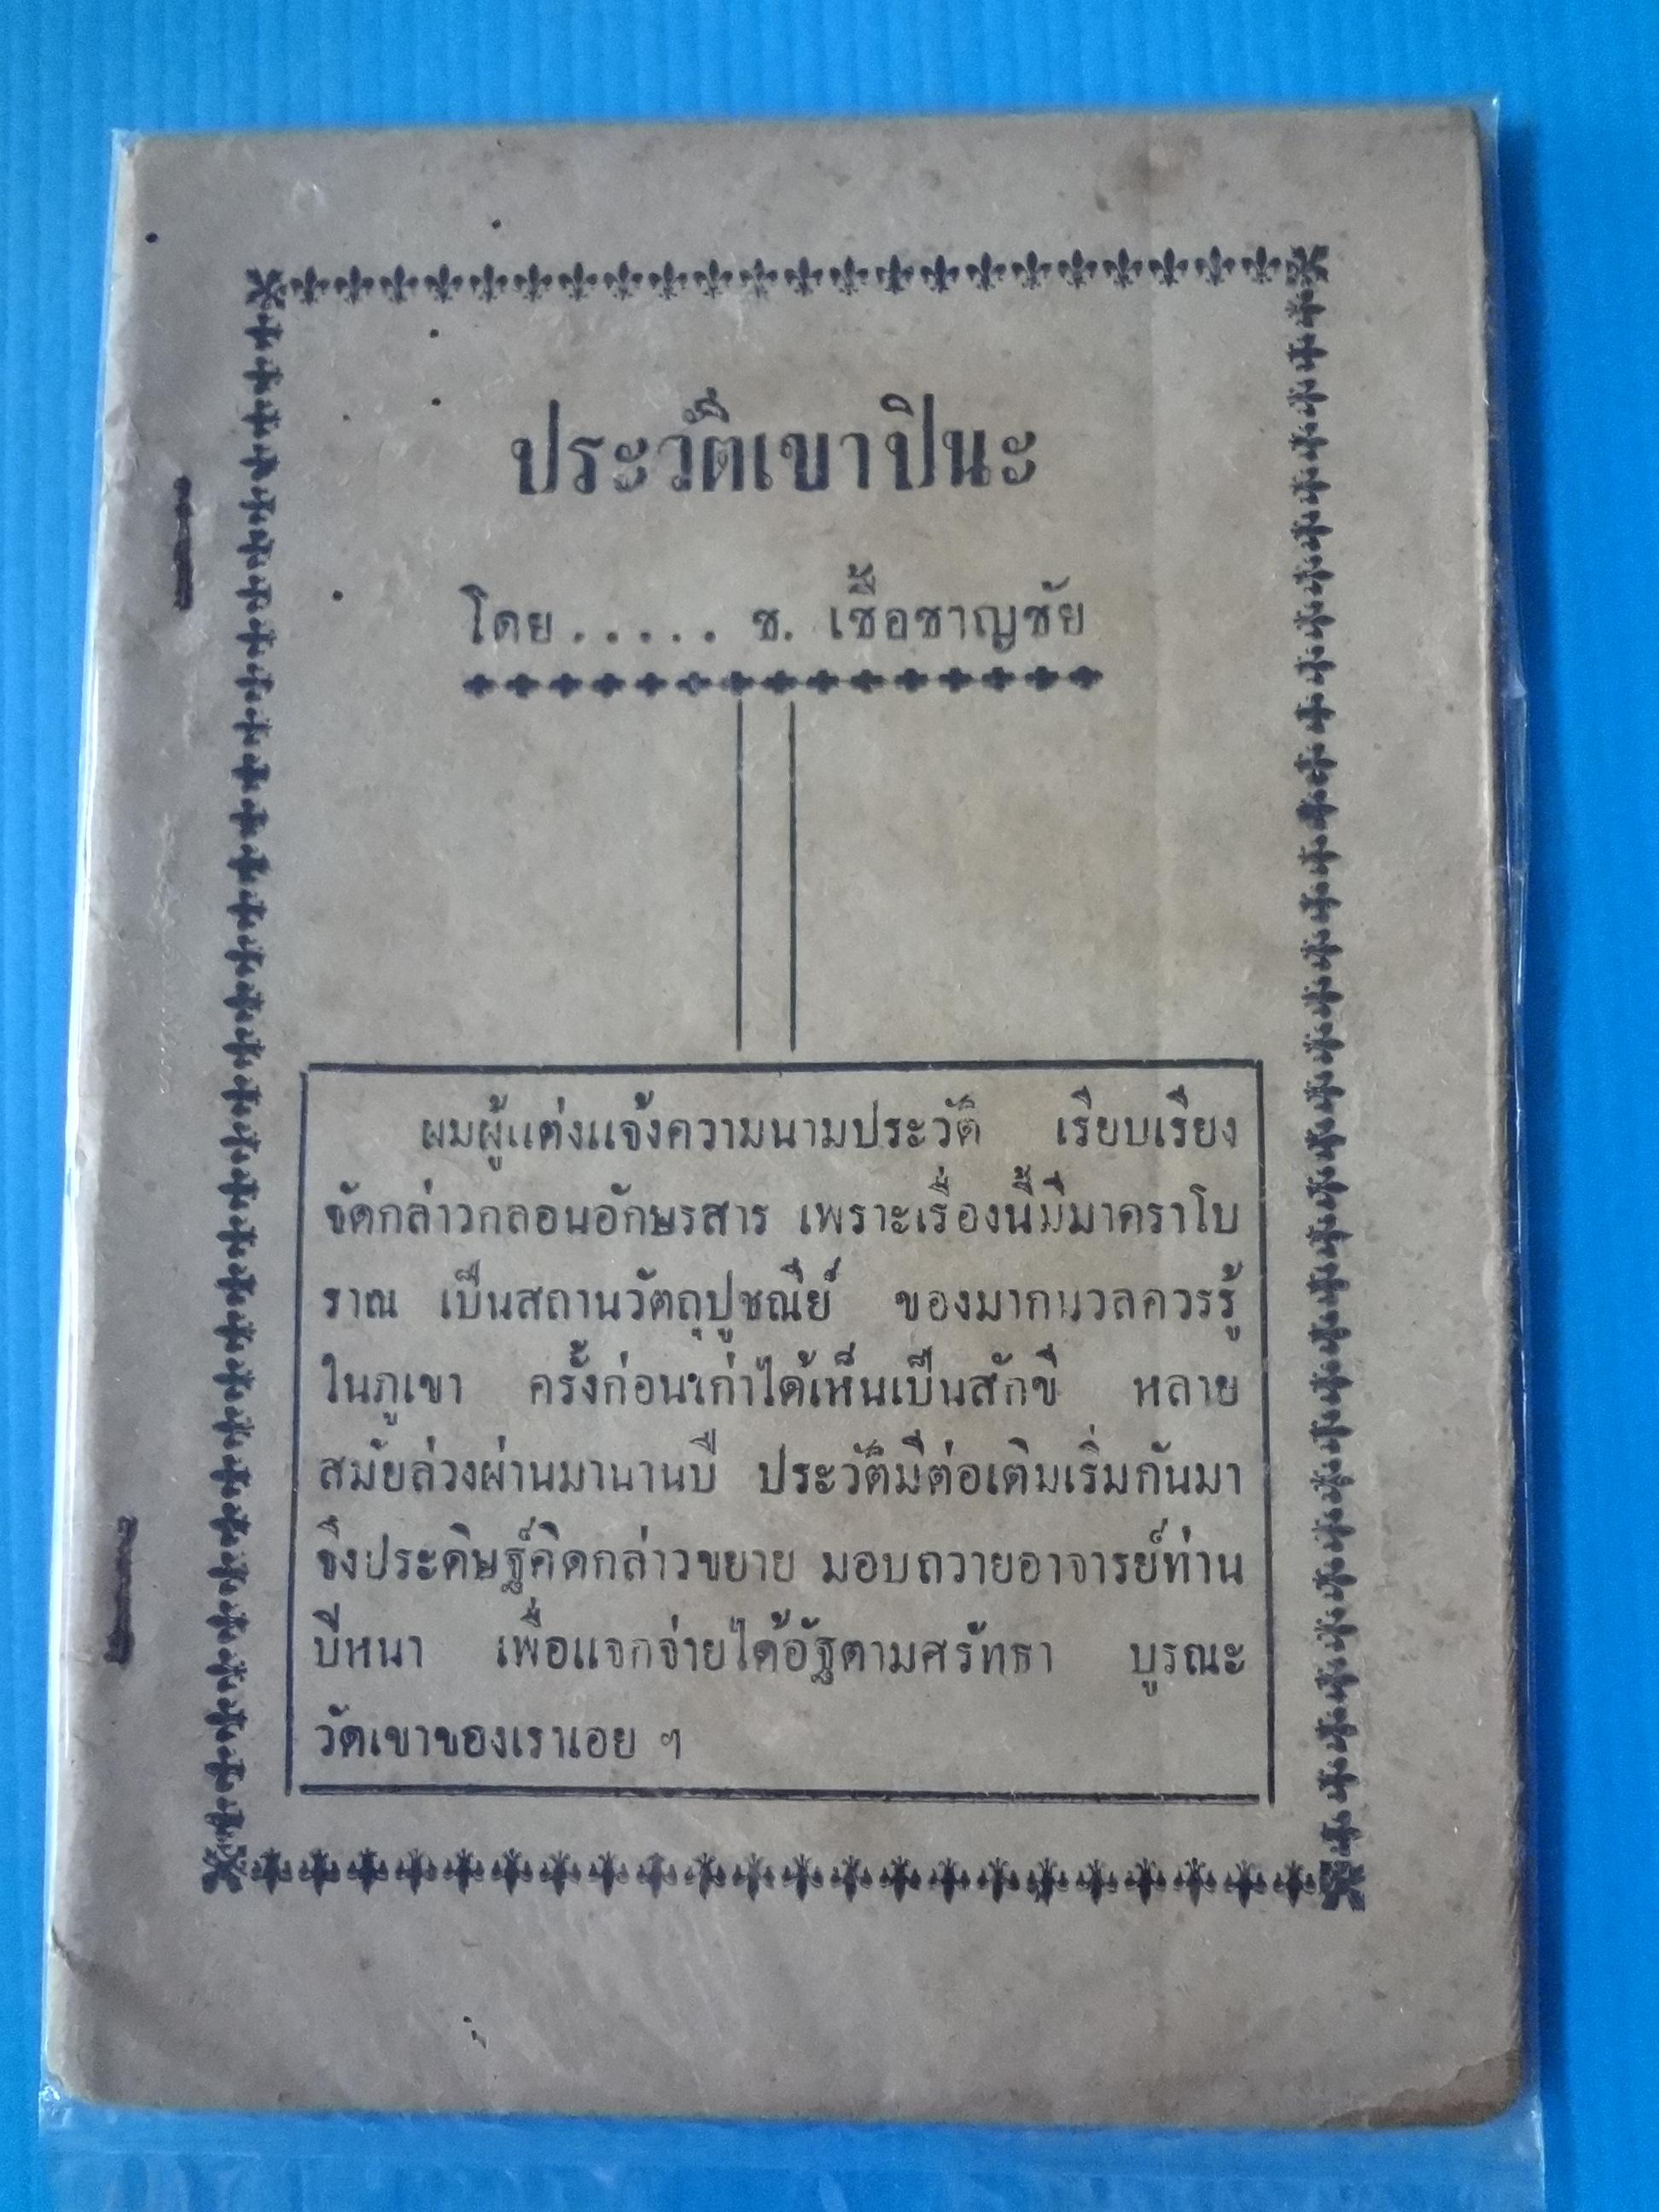 ประวัติเขาปินะ
โดย..... ช. เชื้อชาญชัย
ผมผู้แต่งแจ้งความนามประวัติ เรียบเรียง
จัดกล่าวกลอนอักษรสาร เพราะเรื่องนี้มีมาคราโบ
ราณ เป็นสถานวัตถุปูชณีย์ ของมากมวลควรรู้
ในภูเขา ครั้งก่อนเก่าได้เห็นเป็นสักขี หลาย
สมัยล่วงผ่านมานานปี ประวัติมีต่อเติมเริ่มกันมา
จึงประดิษฐ์คิดกล่าวขยาย มอบถวายอาจารย์ท่าน
ปีหนา เพื่อแจกจ่ายได้อัฐตามศรัทธา บูรณะ
วัดเขาของเราเอย ฯ